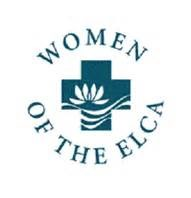 WOMEN
OF THE ELCA